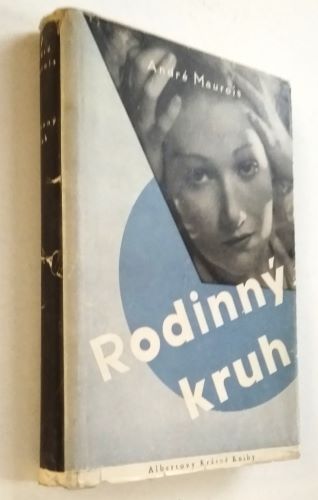 André Maurois
Rodinný
kruh
Albertovy Krásné Knihy